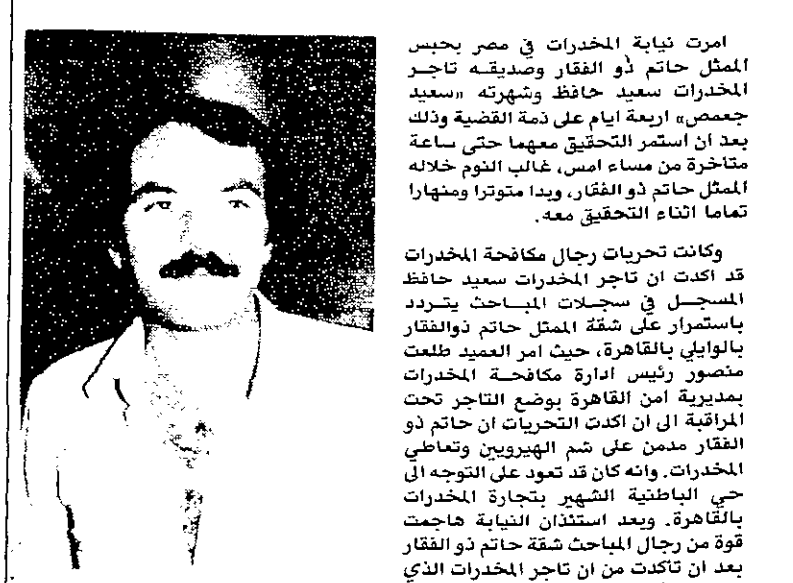 امرت نيابة المخدرات في مصر بحبس
الممثل حاتم ذو الفقار وصديقه تاجر
المخدرات سعيد حافظ وشهرته «سعيد
جعمص» اربعة ايام على ذمة القضية وذلك
بعد ان استمر التحقيق معهما حتى ساعة
متاخرة من مساء امس، غالب النوم خلاله
الممثل حاتم ذو الفقار، وبدا متوترا ومنهارا
تماما اثناء التحقيق معه.
وكانت تحريات رجال مكافحة المخدرات
قد اكدت ان تاجر المخدرات سعيد حافظ
المسجل في سجلات المباحث يتردد
باستمرار على شقة الممثل حاتم ذوالفقار
بالوايلي بالقاهرة، حيث امر العميد طلعت
منصور رئيس ادارة مكافحة المخدرات
بمديرية امن القاهرة بوضع التاجر تحت
المراقبة الى ان اكدت التحريات ان حاتم ذو
الفقار مدمن على شم الهيرويين وتعاطي
المخدرات. وانه كان قد تعود على التوجه الى
حي الباطنية الشهير بتجارة المخدرات
بالقاهرة. وبعد استئذان النيابة هاجمت
قوة من رجال المباحث شقة حاتم ذو الفقار
بعد ان تاكدت من ان تاجر المخدرات الذي